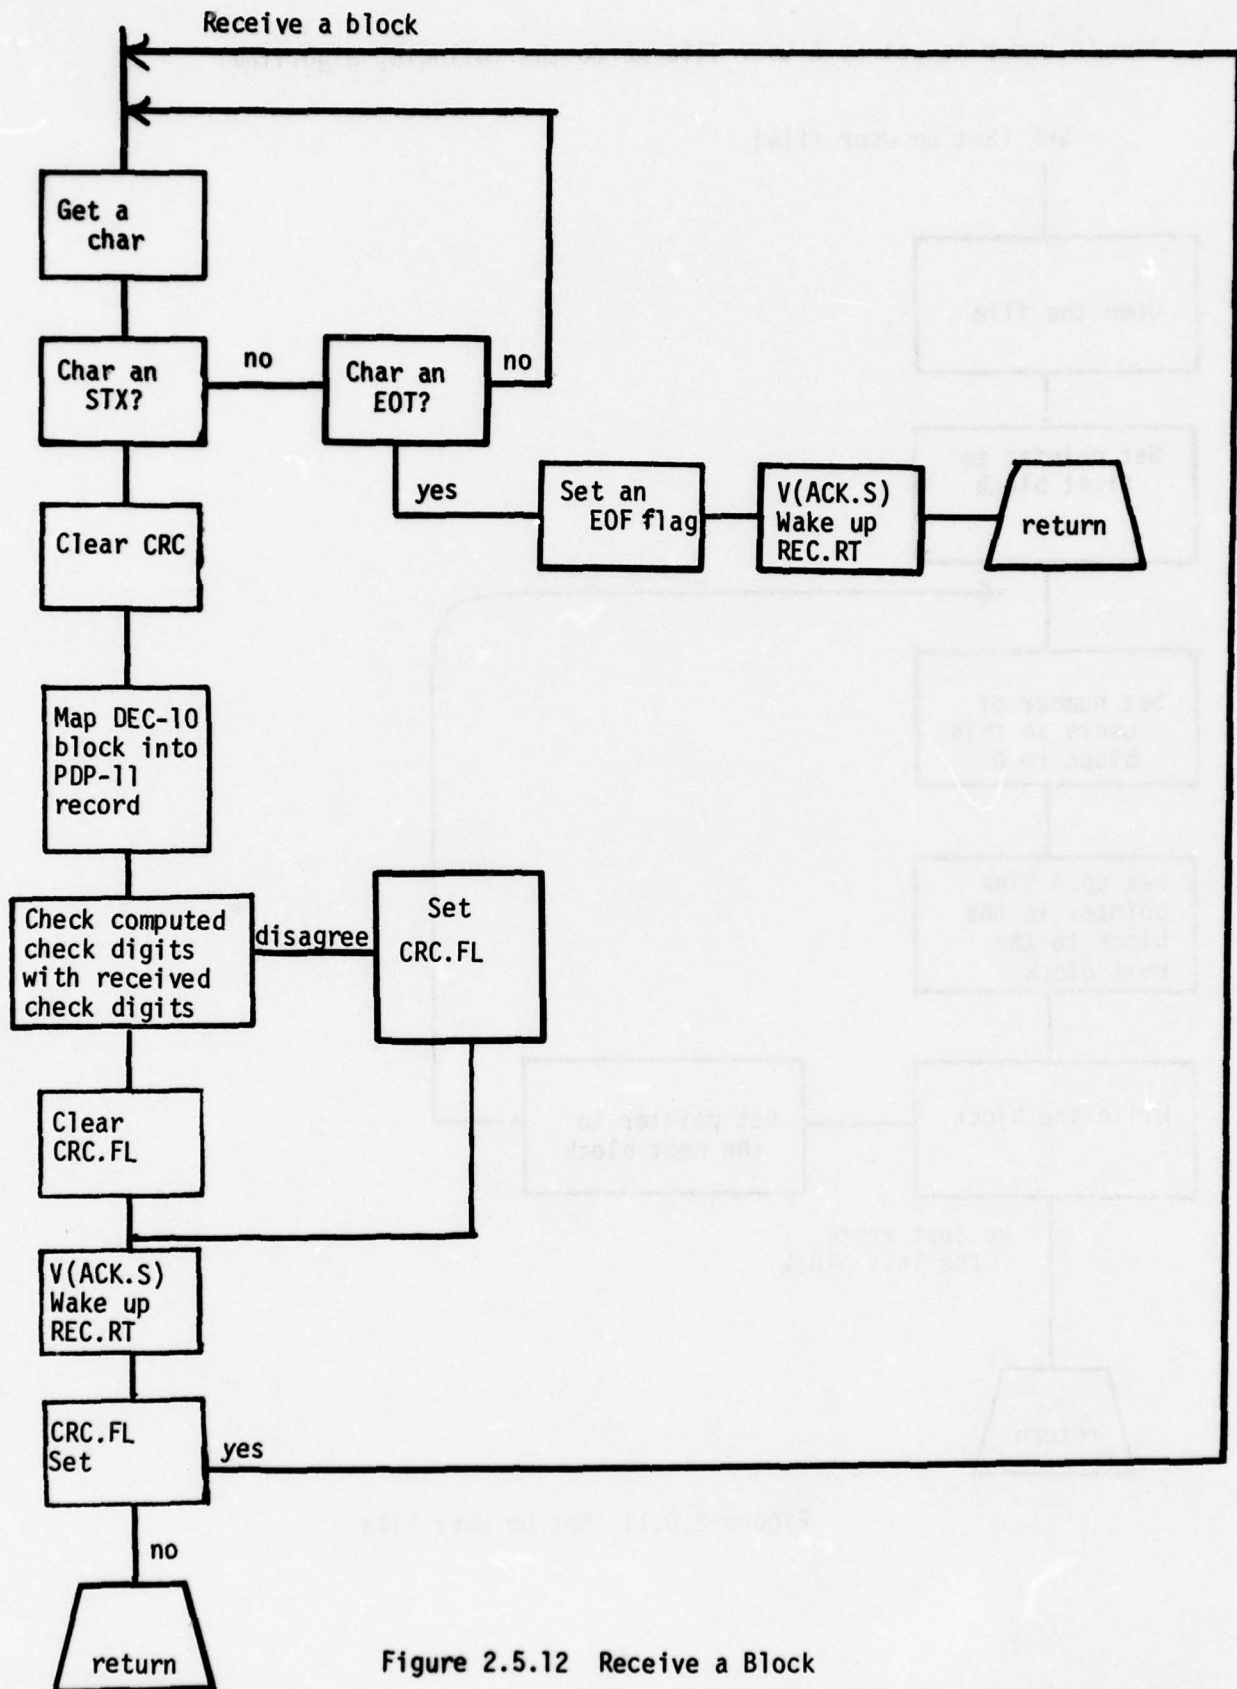 Receive a block
Get a
char
Char an
STX?
no
Char an
EOT?
no
yes
Set an
EOF flag
V(ACK.S)
Wake up
REC.RT
return
Clear CRC
Map DEC-10
block into
PDP-11
record
Check computed
check digits
with received
check digits
disagree
Set
CRC.FL
Clear
CRC.FL
V(ACK.S)
Wake up
REC.RT
CRC.FL
Set
yes
no
return
Figure 2.5.12 Receive a Block